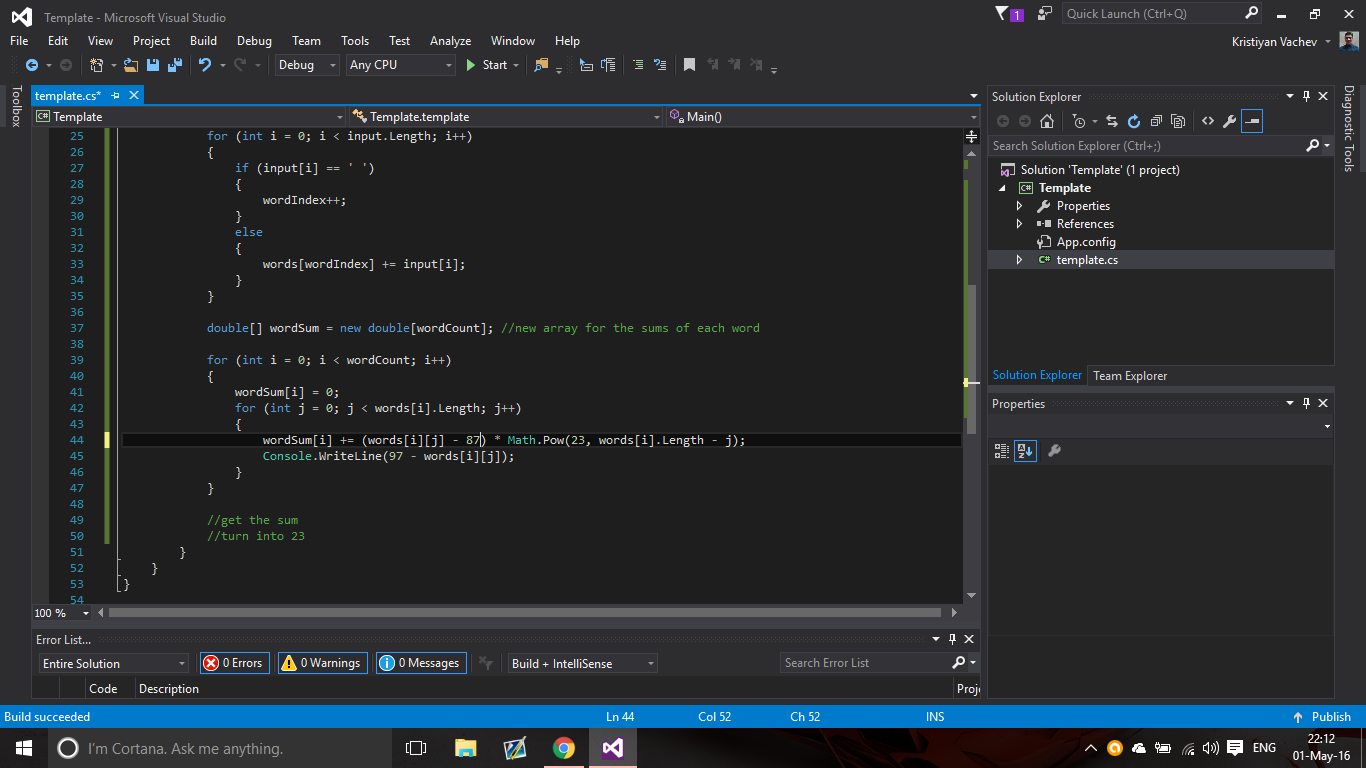 Template - Microsoft Visual Studio
1
Quick Launch (Ctrl+Q)
File Edit View Project Build Debug Team Tools Test Analyze Window Help
Kristiyan Vachev
Debug Any CPU Start
Toolbox
template.cs*
Template Template.template Main()
25 for (int i = 0; i < input.Length; i++)
26 {
27 if (input[i] == ' ')
28 {
29 wordIndex++;
30 }
31 else
32 {
33 words[wordIndex] += input[i];
34 }
35 }
36
37 double[] wordSum = new double[wordCount]; //new array for the sums of each word
38
39 for (int i = 0; i < wordCount; i++)
40 {
41 wordSum[i] = 0;
42 for (int j = 0; j < words[i].Length; j++)
43 {
44 wordSum[i] += (words[i][j] - 87) * Math.Pow(23, words[i].Length - j);
45 Console.WriteLine(97 - words[i][j]);
46 }
47 }
48
49 //get the sum
50 //turn into 23
51 }
52 }
53 }
54
100 %
Solution Explorer
Search Solution Explorer (Ctrl+;)
Solution 'Template' (1 project)
C# Template
Properties
References
App.config
C# template.cs
Solution Explorer Team Explorer
Properties
Diagnostic Tools
Error List...
Entire Solution 0 Errors 0 Warnings 0 Messages Build + IntelliSense Search Error List
Code Description Proj
Build succeeded Ln 44 Col 52 Ch 52 INS Publish
I'm Cortana. Ask me anything.
ENG
22:12
01-May-16